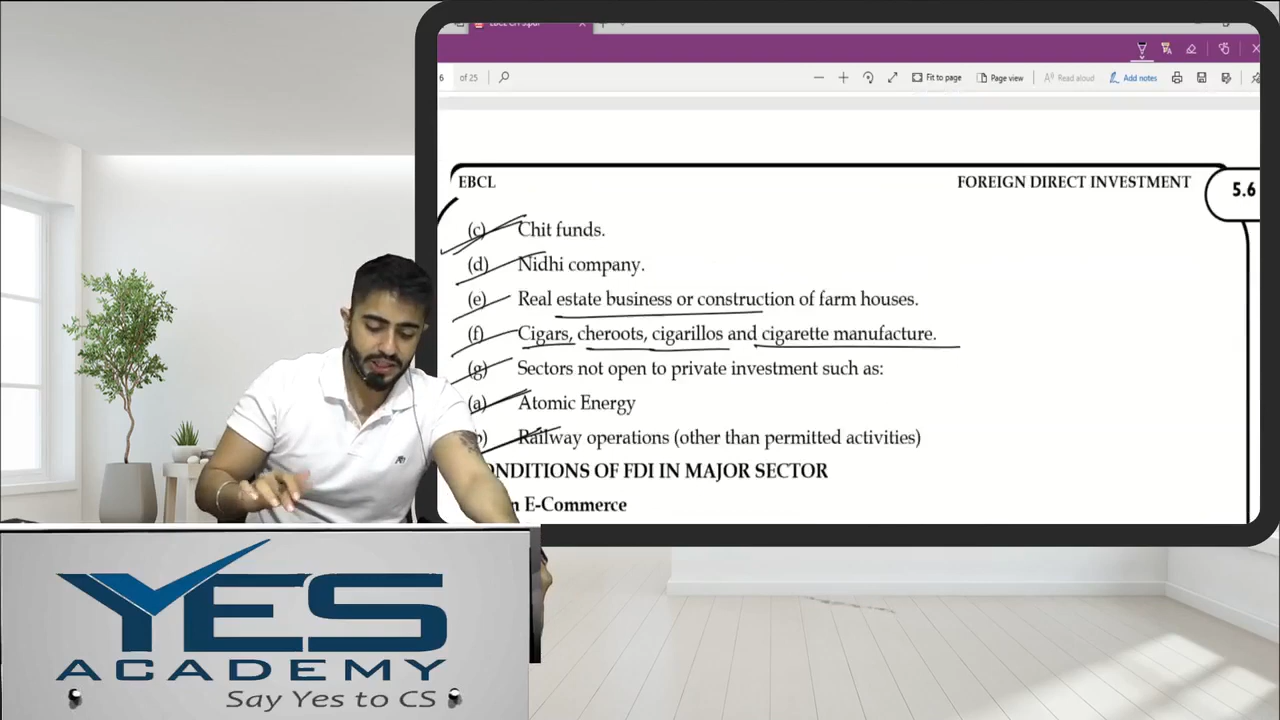 6 of 25
Fit to page
Page view
Read aloud
Add notes
EBCL
FOREIGN DIRECT INVESTMENT
5.6
(c) Chit funds.
(d) Nidhi company.
(e) Real estate business or construction of farm houses.
(f) Cigars, cheroots, cigarillos and cigarette manufacture.
(g) Sectors not open to private investment such as:
(a) Atomic Energy
Railway operations (other than permitted activities)
OF FDI IN MAJOR SECTOR
E-Commerce
YES
ACADEMY
Say Yes to CS